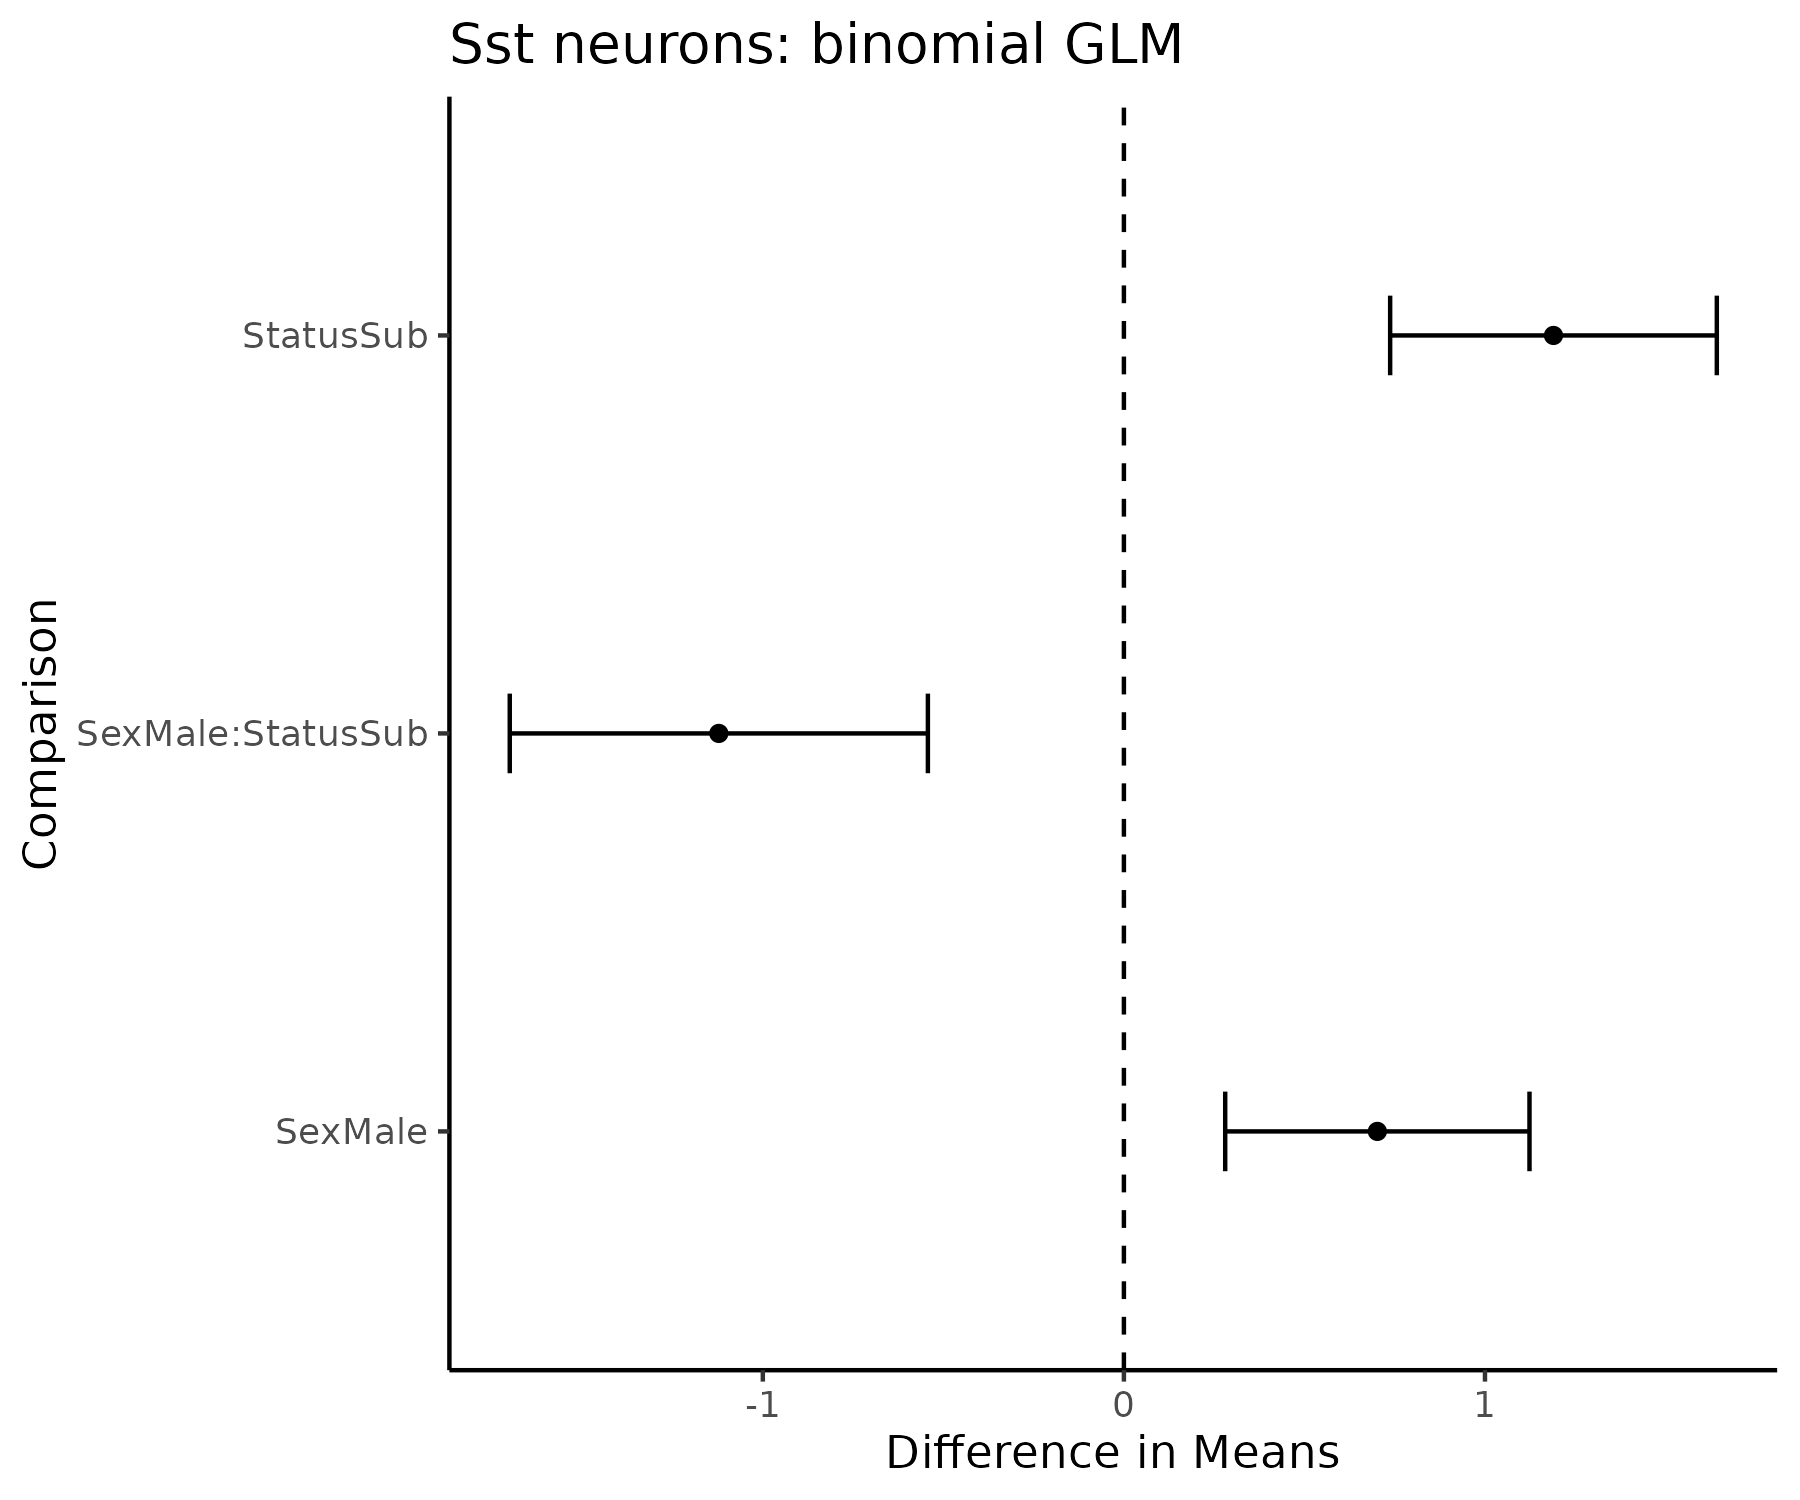 Sst neurons: binomial GLM
Comparison
StatusSub
SexMale:StatusSub
SexMale
-1 0 1
Difference in Means